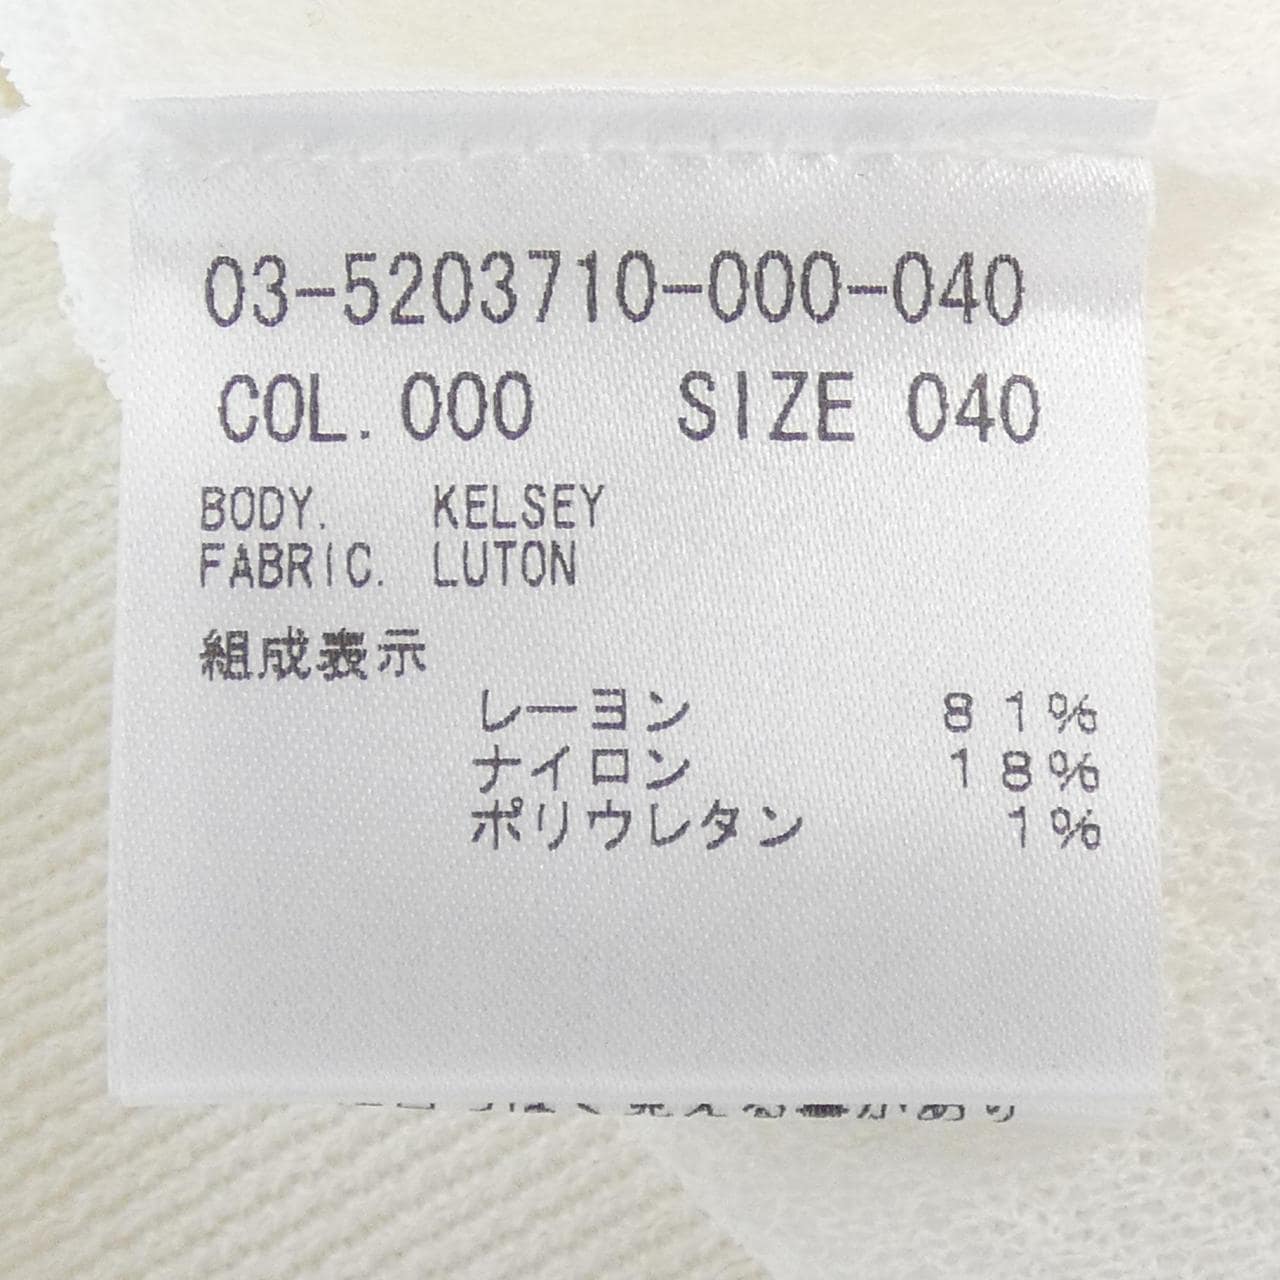 03-5203710-000-040
COL. 000 SIZE 040
BODY. KELSEY
FABRIC. LUTON
組成表示
レーヨン 81%
ナイロン 18%
ポリウレタン 1%